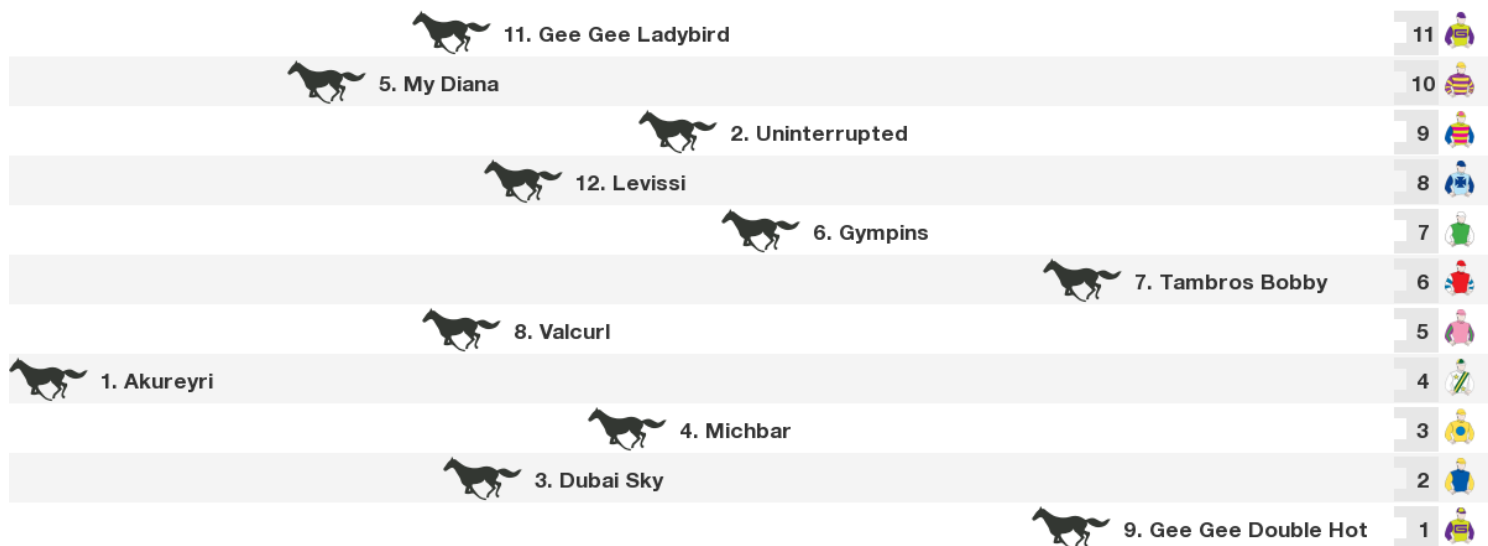 11. Gee Gee Ladybird 11
5. My Diana 10
2. Uninterrupted 9
12. Levissi 8
6. Gympins 7
7. Tambros Bobby 6
8. Valcurl 5
1. Akureyri 4
4. Michbar 3
3. Dubai Sky 2
9. Gee Gee Double Hot 1